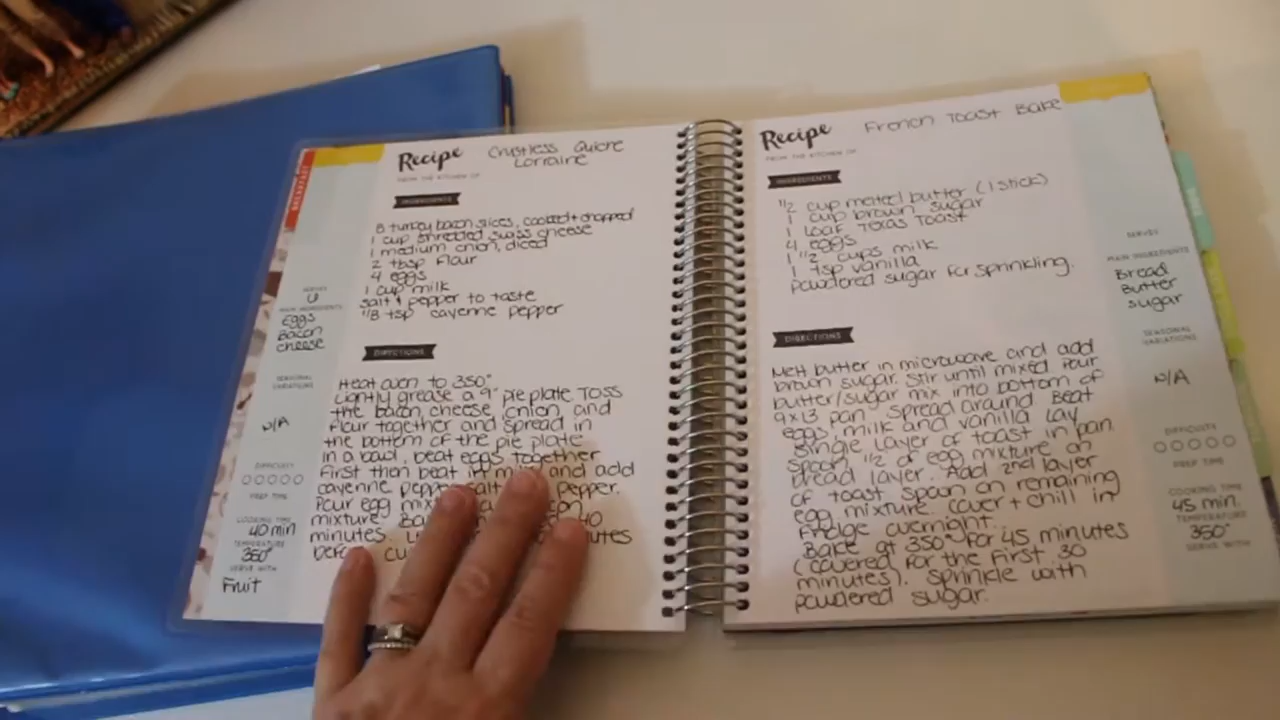 BREAKFAST
Recipe Crustless Quiche
Lorraine
FROM THE KITCHEN OF:
INGREDIENTS
8 turkey bacon slices, cooked + chopped
1 cup shredded swiss cheese
1 medium onion, diced
2 tbsp flour
4 eggs
1 cup milk
salt + pepper to taste
1/8 tsp cayenne pepper
DIRECTIONS
Heat oven to 350°
Lightly grease a 9" pie plate Toss
the bacon, cheese, onion, and
flour together and spread in
the bottom of the pie plate
in a bowl, beat eggs together
First then beat in milk and add
cayenne pepper, salt pepper.
Pour egg mix
mixture.
minutes.
SERVES
MAIN INGREDIENTS
Eggs
Bacon
cheese
SEASONAL
VARIATIONS
N/A
DIFFICULTY
PREP TIME
COOKING TIME
40 min
TEMPERATURE
350°
SERVE WITH
Fruit
Recipe French Toast Bake
FROM THE KITCHEN OF:
INGREDIENTS
1/2 cup melted butter (1 stick)
1 cup brown sugar
1 loaf Texas Toast
4 eggs
1 1/2 cups milk
1 tsp vanilla
powdered sugar for sprinkling.
DIRECTIONS
Melt butter in microwave and add
brown sugar. Stir until mixed Pour
butter/sugar mix into bottom of
9x13 pan. Spread around Beat
eggs, milk and vanilla Lay
single layer of toast in pan
spoon 1/2 of egg mixture on
bread layer. Add 2nd layer
of toast spoon on remaining
egg mixture. cover + chill in
fridge overnight.
Bake at 350° for 45 minutes
(covered for the first 30
minutes). Sprinkle with
powdered sugar.
SERVES
MAIN INGREDIENTS
Bread
Butter
sugar
SEASONAL
VARIATIONS
N/A
DIFFICULTY
PREP TIME
COOKING TIME
45 min.
TEMPERATURE
350°
SERVE WITH